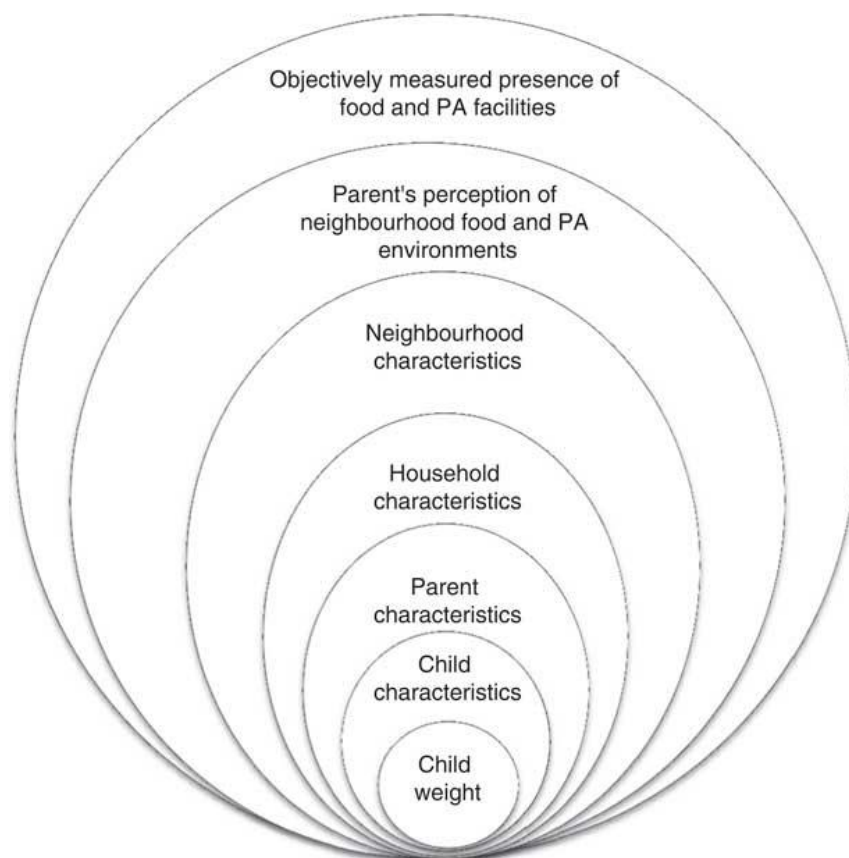 Objectively measured presence of
food and PA facilities
Parent's perception of
neighbourhood food and PA
environments
Neighbourhood
characteristics
Household
characteristics
Parent
characteristics
Child
characteristics
Child
weight